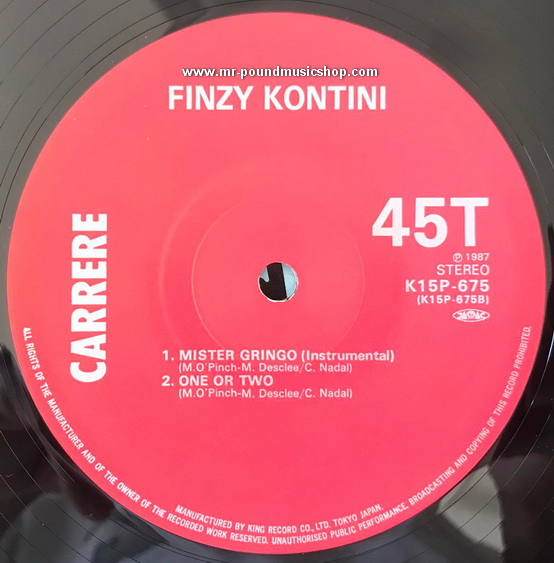 www.mr-poundmusicshop.com
FINZY KONTINI
CARRERE
45T
Ⓟ 1987
STEREO
K15P-675
(K15P-675B)
1. MISTER GRINGO (Instrumental)
(M.O'Pinch-M. Desclee/C. Nadal)
2. ONE OR TWO
(M.O'Pinch-M. Desclee/C. Nadal)
ALL RIGHTS OF THE MANUFACTURER AND OF THE OWNER OF THE RECORDED WORK RESERVED. UNAUTHORISED PUBLIC PERFORMANCE, BROADCASTING AND COPYING OF THIS RECORD PROHIBITED.
MANUFACTURED BY KING RECORD CO., LTD. TOKYO JAPAN.